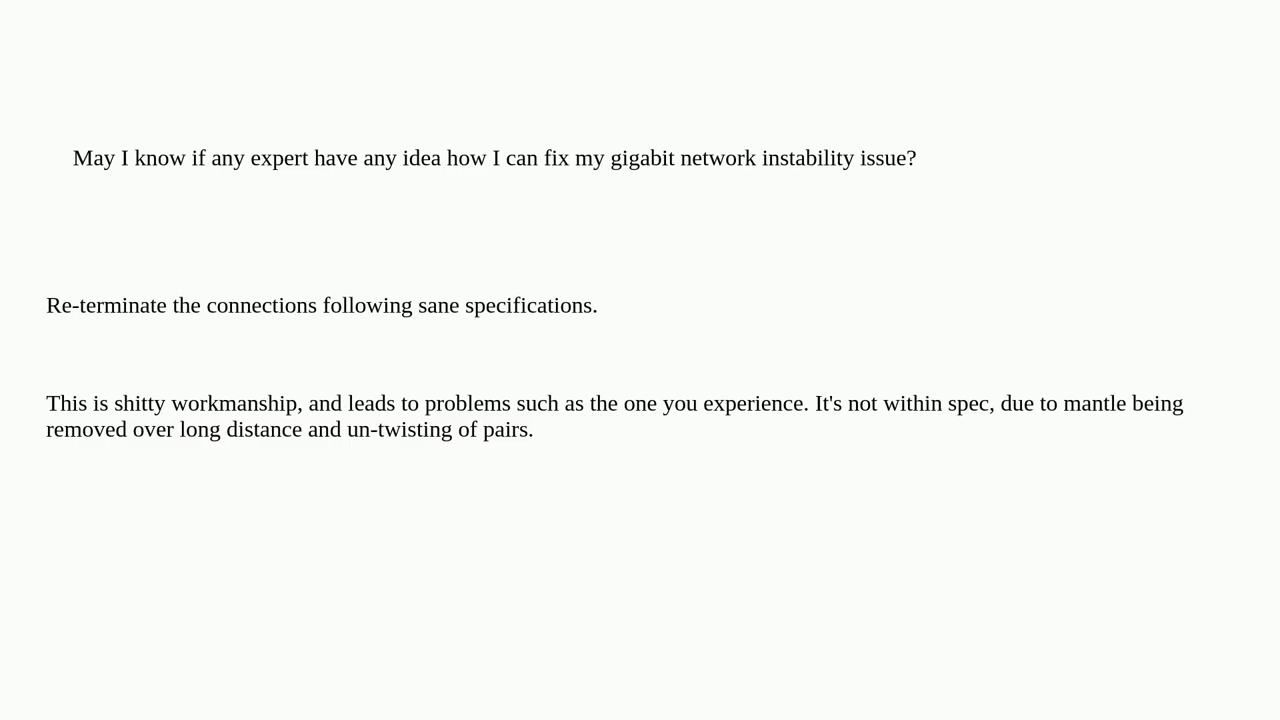 May I know if any expert have any idea how I can fix my gigabit network instability issue?
Re-terminate the connections following sane specifications.
This is shitty workmanship, and leads to problems such as the one you experience. It's not within spec, due to mantle being
removed over long distance and un-twisting of pairs.